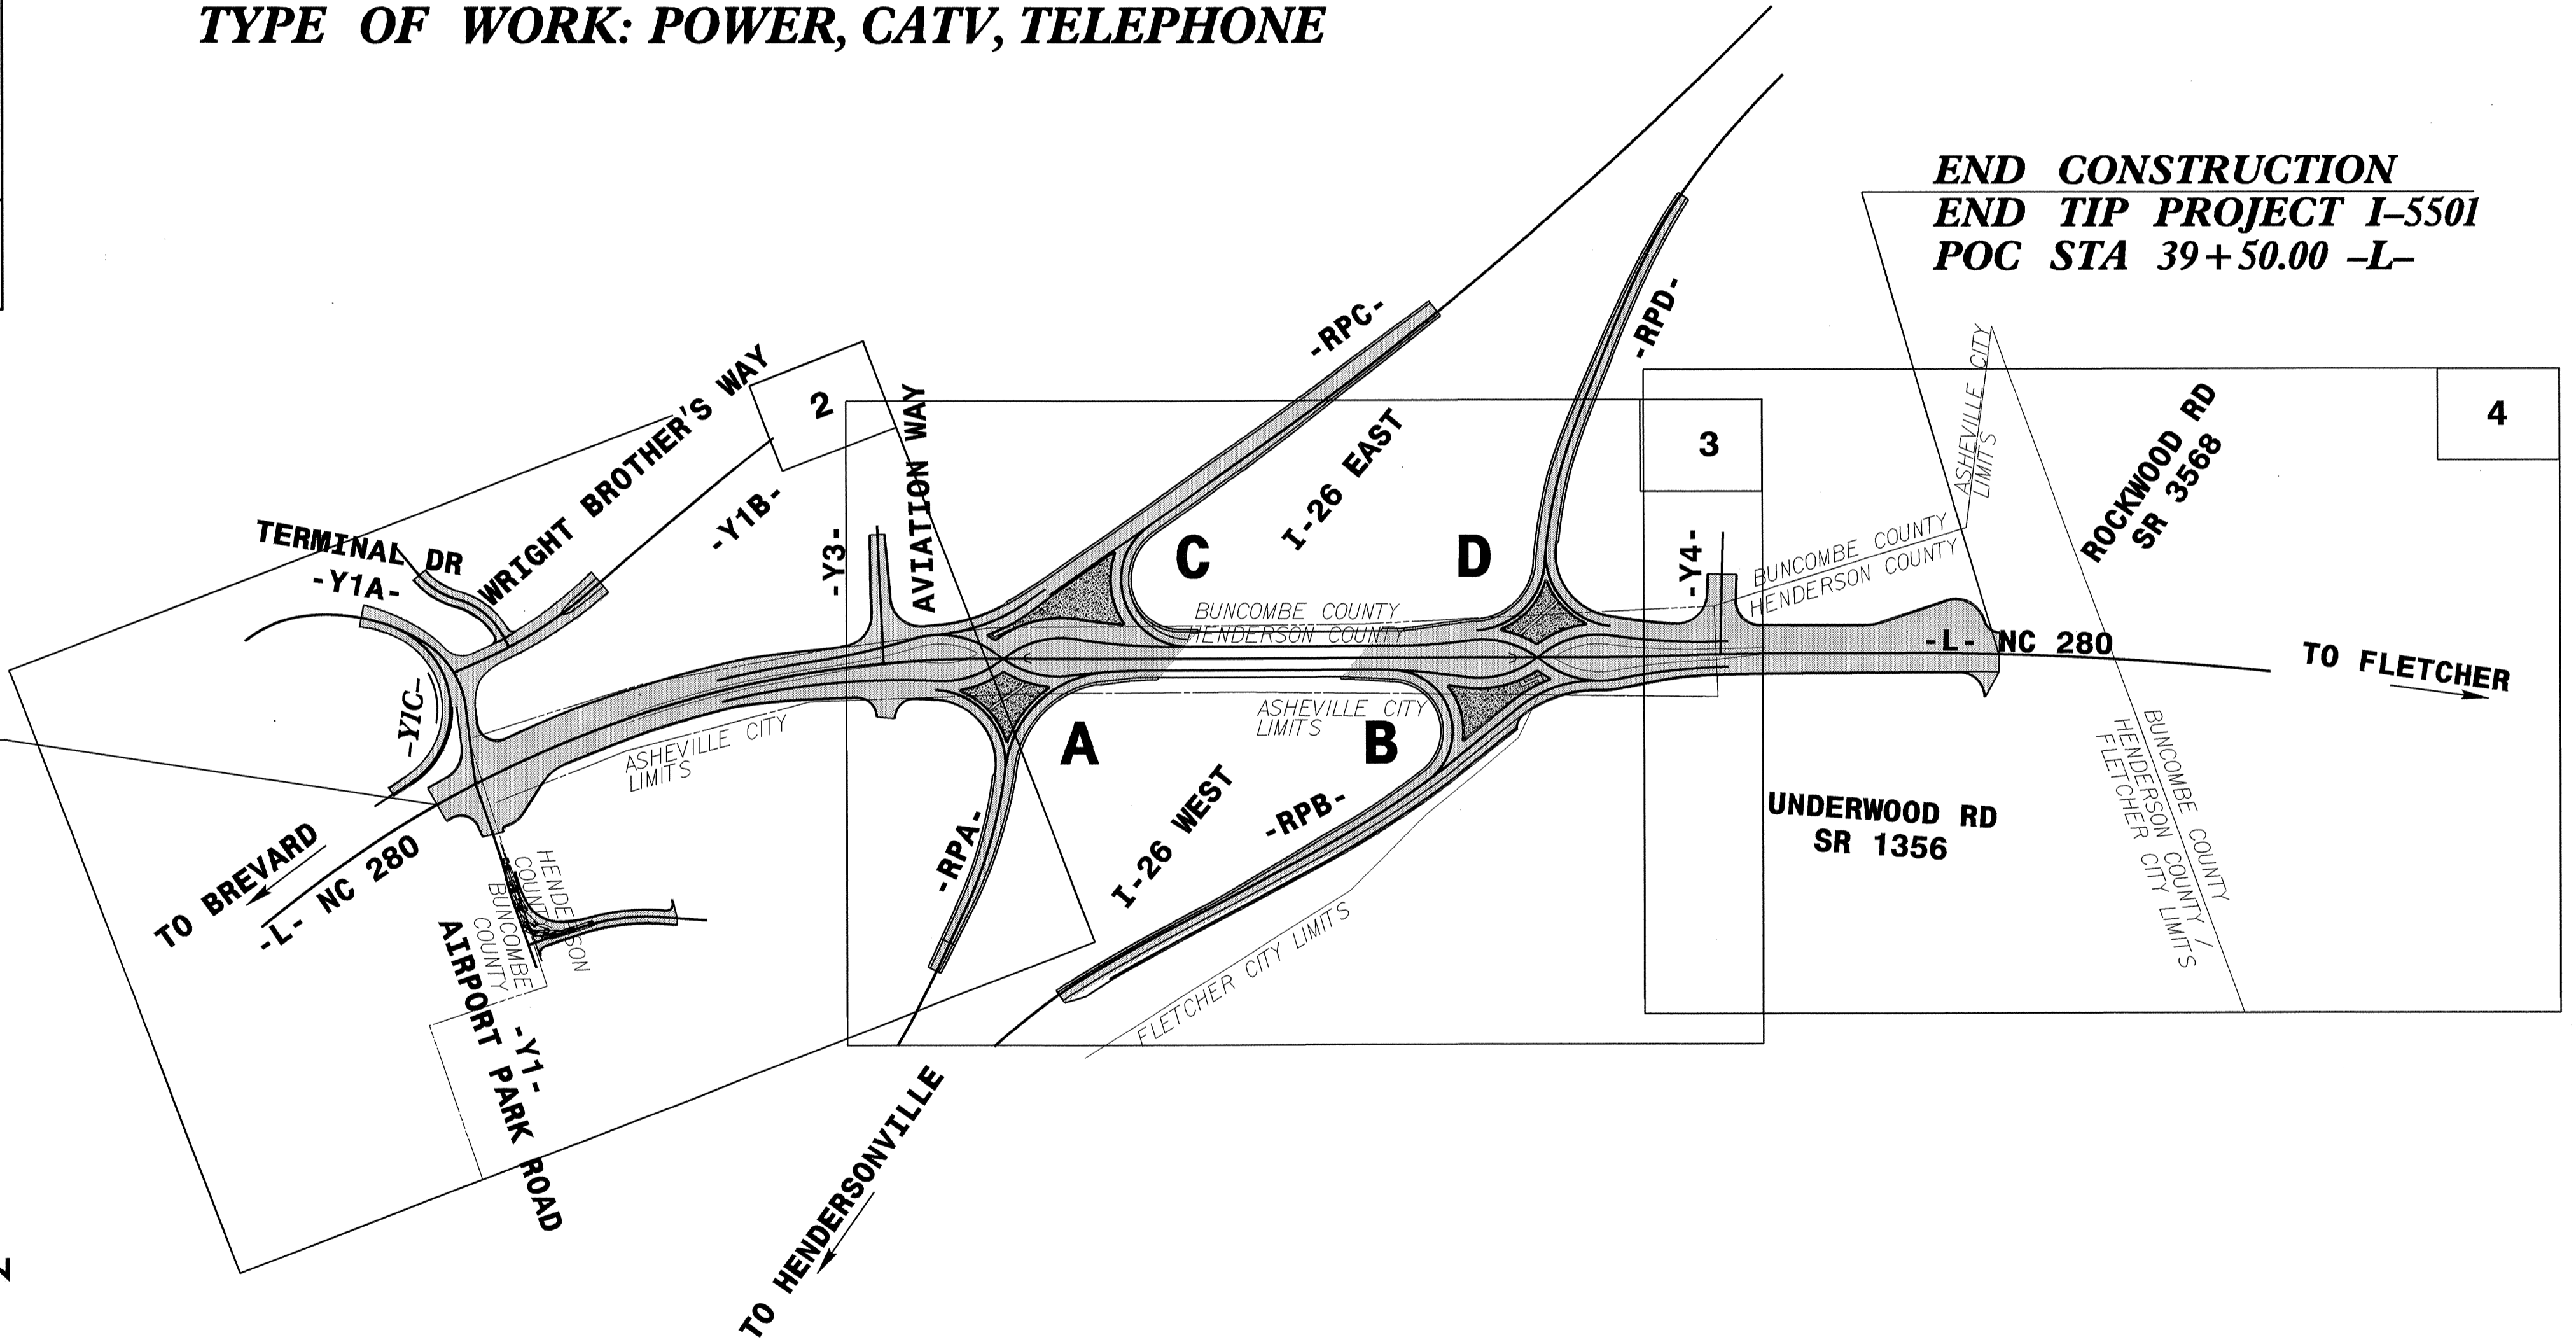 TYPE OF WORK: POWER, CATV, TELEPHONE
END CONSTRUCTION
END TIP PROJECT I-5501
POC STA 39+50.00 -L-
-RPC-
-RPD-
2
3
4
WRIGHT BROTHER'S WAY
-Y1B-
AVIATION WAY
-Y3-
I-26 EAST
ASHEVILLE CITY
LIMITS
ROCKWOOD RD
SR 3568
TERMINAL DR
-Y1A-
C
D
-Y4-
BUNCOMBE COUNTY
HENDERSON COUNTY
BUNCOMBE COUNTY
HENDERSON COUNTY
-L- NC 280
TO FLETCHER
-Y1C-
ASHEVILLE CITY
LIMITS
ASHEVILLE CITY
LIMITS
A
B
I-26 WEST
-RPA-
-RPB-
UNDERWOOD RD
SR 1356
BUNCOMBE COUNTY
HENDERSON COUNTY /
FLETCHER CITY LIMITS
TO BREVARD
-L- NC 280
HENDERSON
COUNTY
BUNCOMBE
COUNTY
FLETCHER CITY LIMITS
-Y1-
AIRPORT PARK ROAD
TO HENDERSONVILLE